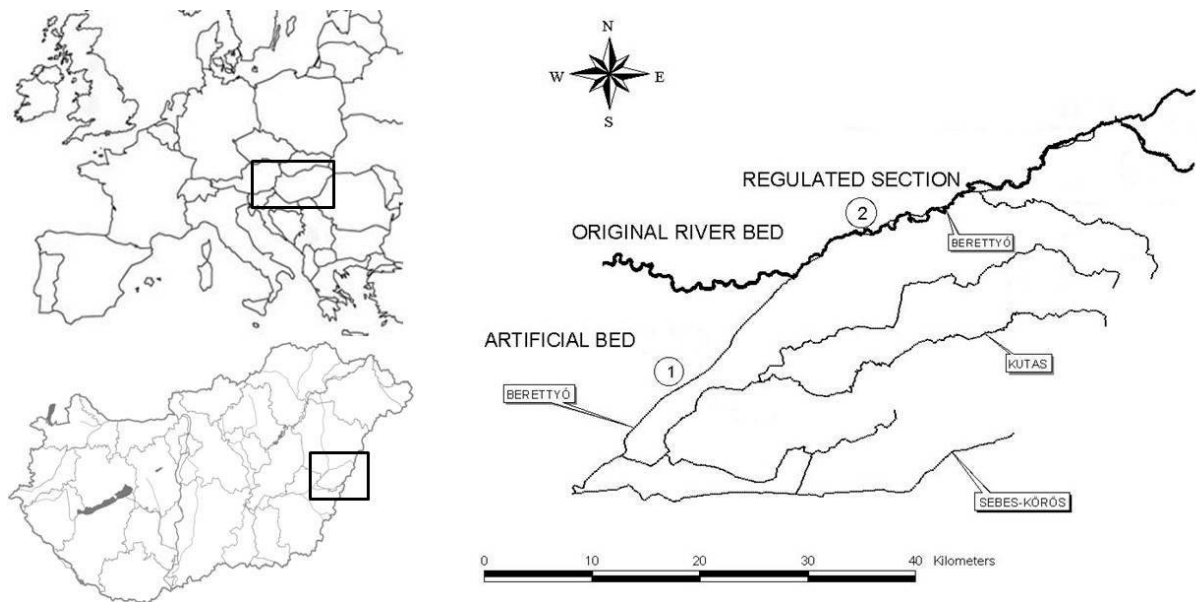 N
W E
S
REGULATED SECTION
2
BERETTYÓ
ORIGINAL RIVER BED
ARTIFICIAL BED
1
KUTAS
BERETTYÓ
SEBES-KÖRÖS
0 10 20 30 40 Kilometers